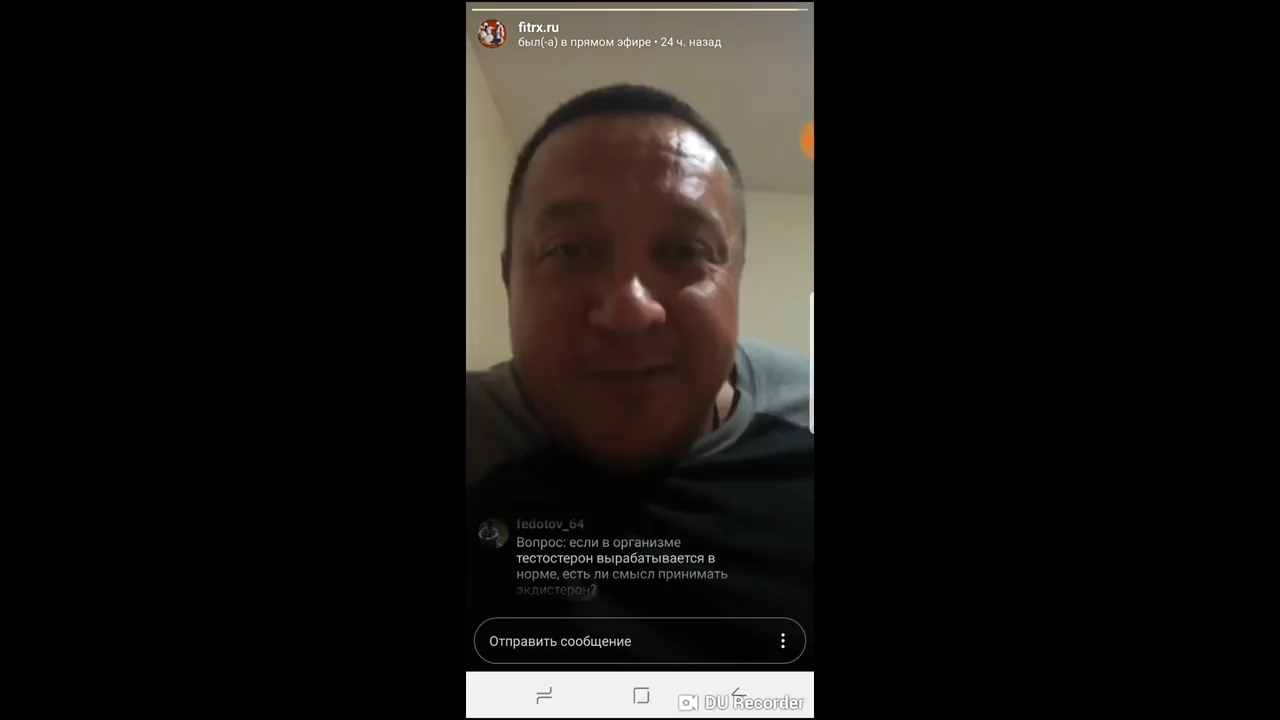 fitrx.ru
был(-а) в прямом эфире • 24 ч. назад
fedotov_64
Вопрос: если в организме
тестостерон вырабатывается в
норме, есть ли смысл принимать
экдистерон?
Отправить сообщение
DU Recorder